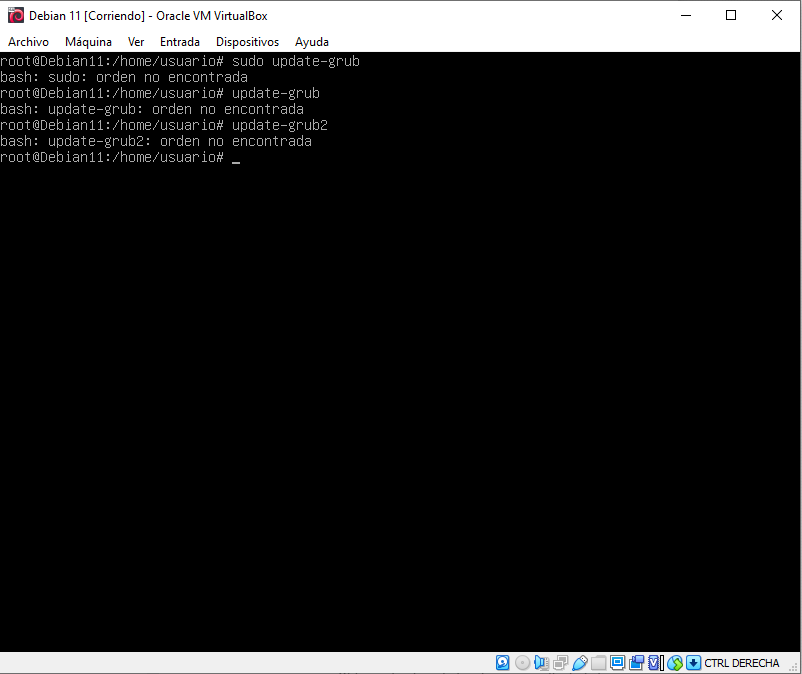 Debian 11 [Corriendo] - Oracle VM VirtualBox
Archivo Máquina Ver Entrada Dispositivos Ayuda
root@Debian11:/home/usuario# sudo update-grub
bash: sudo: orden no encontrada
root@Debian11:/home/usuario# update-grub
bash: update-grub: orden no encontrada
root@Debian11:/home/usuario# update-grub2
bash: update-grub2: orden no encontrada
root@Debian11:/home/usuario# _
CTRL DERECHA